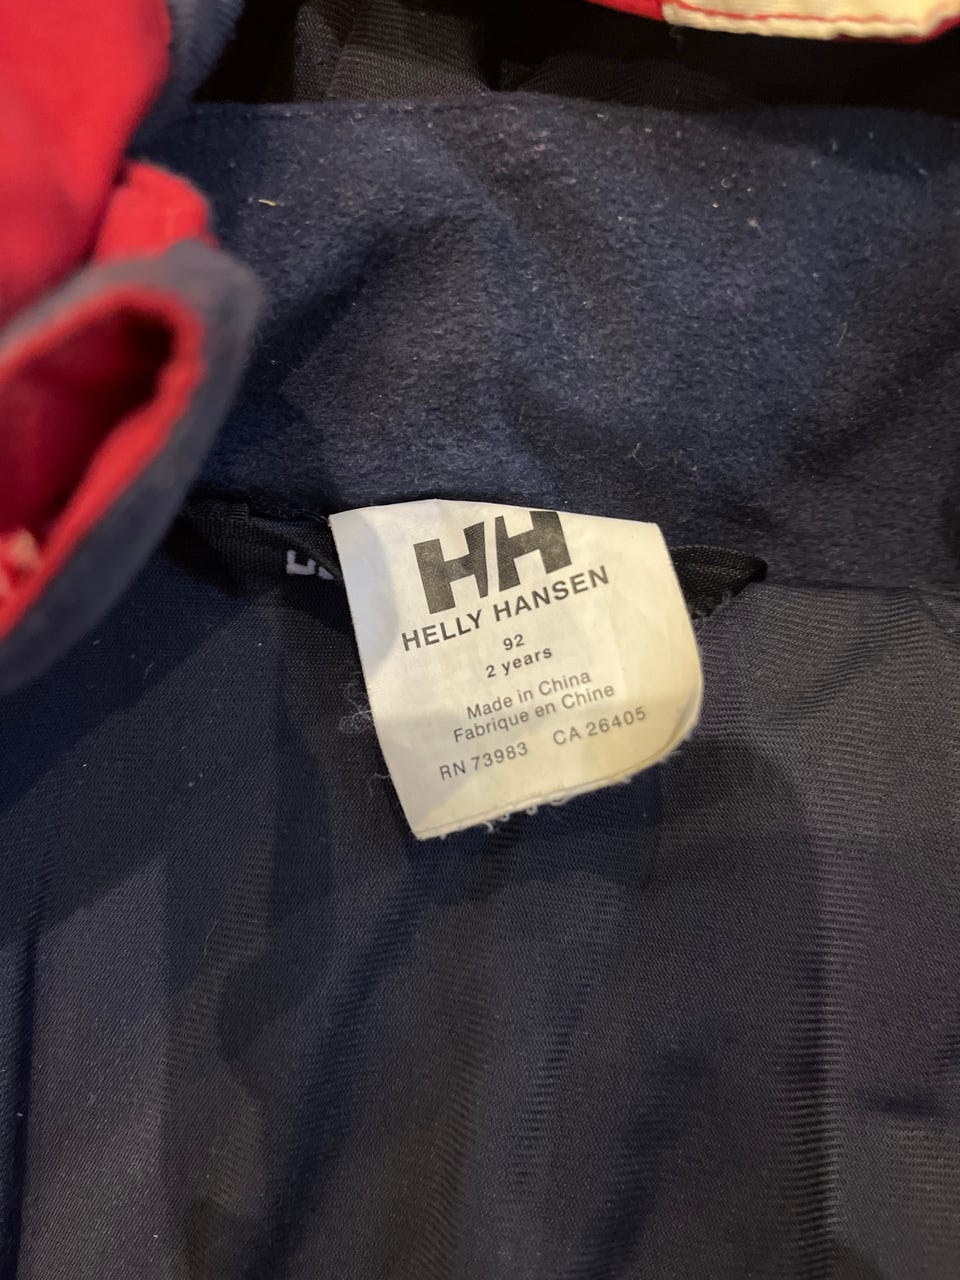 HH
HELLY HANSEN
92
2 years
Made in China
Fabrique en Chine
RN 73983 CA 26405